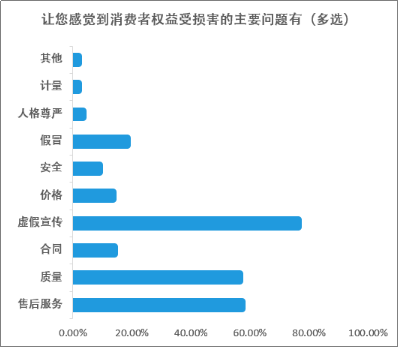 让您感觉到消费者权益受损害的主要问题有（多选）
其他
计量
人格尊严
假冒
安全
价格
虚假宣传
合同
质量
售后服务
0.00% 20.00% 40.00% 60.00% 80.00% 100.00%